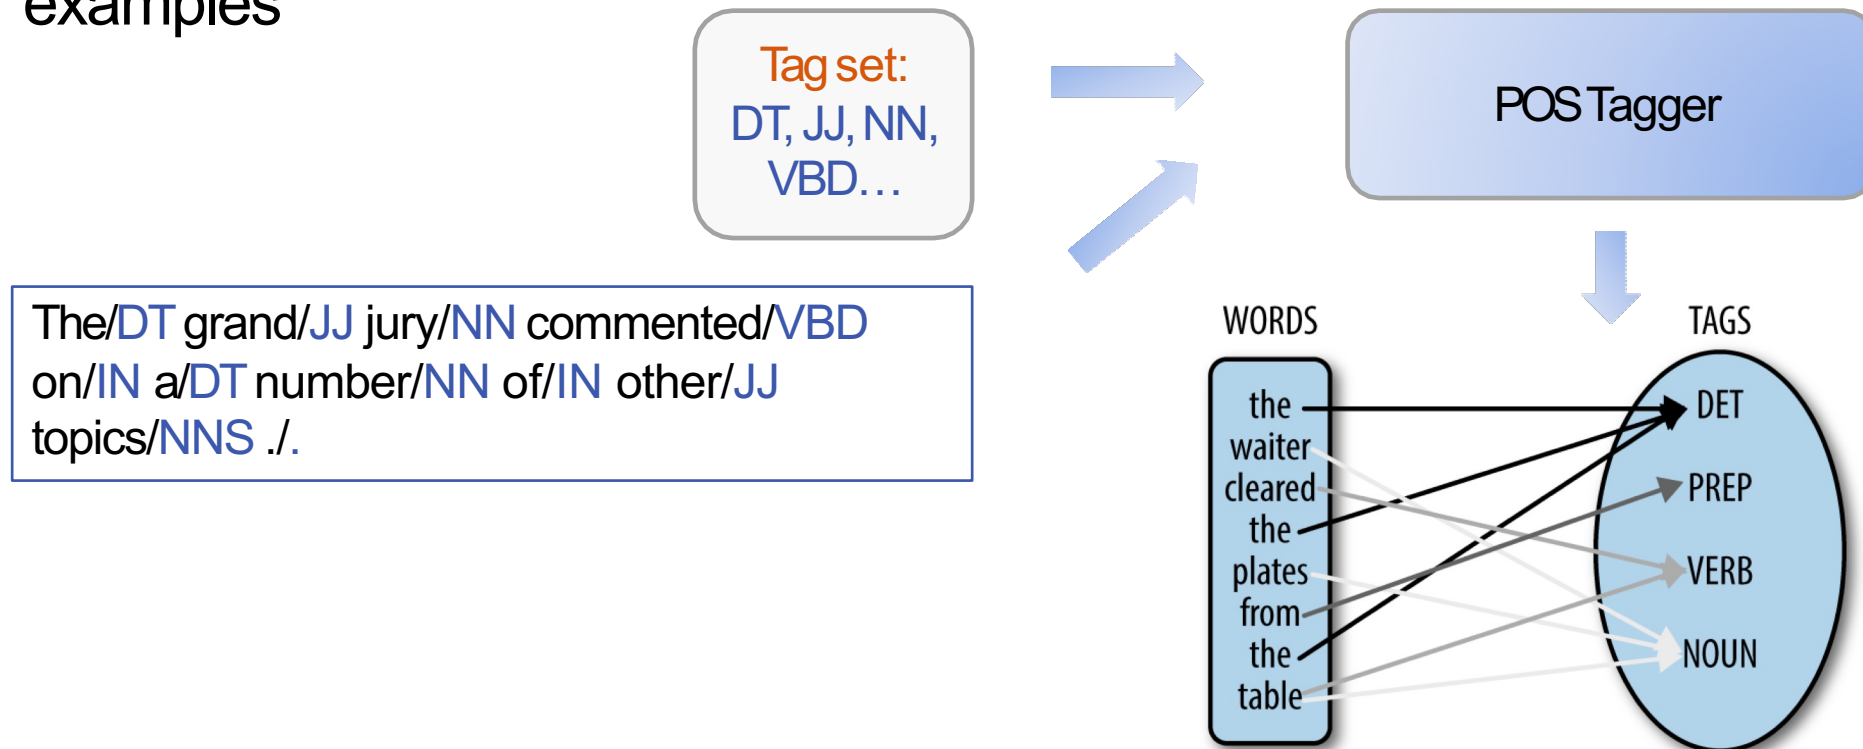 examples
Tag set:
DT, JJ, NN,
VBD…
POS Tagger
The/DT grand/JJ jury/NN commented/VBD
on/IN a/DT number/NN of/IN other/JJ
topics/NNS ./.
WORDS
the
waiter
cleared
the
plates
from
the
table
TAGS
DET
PREP
VERB
NOUN